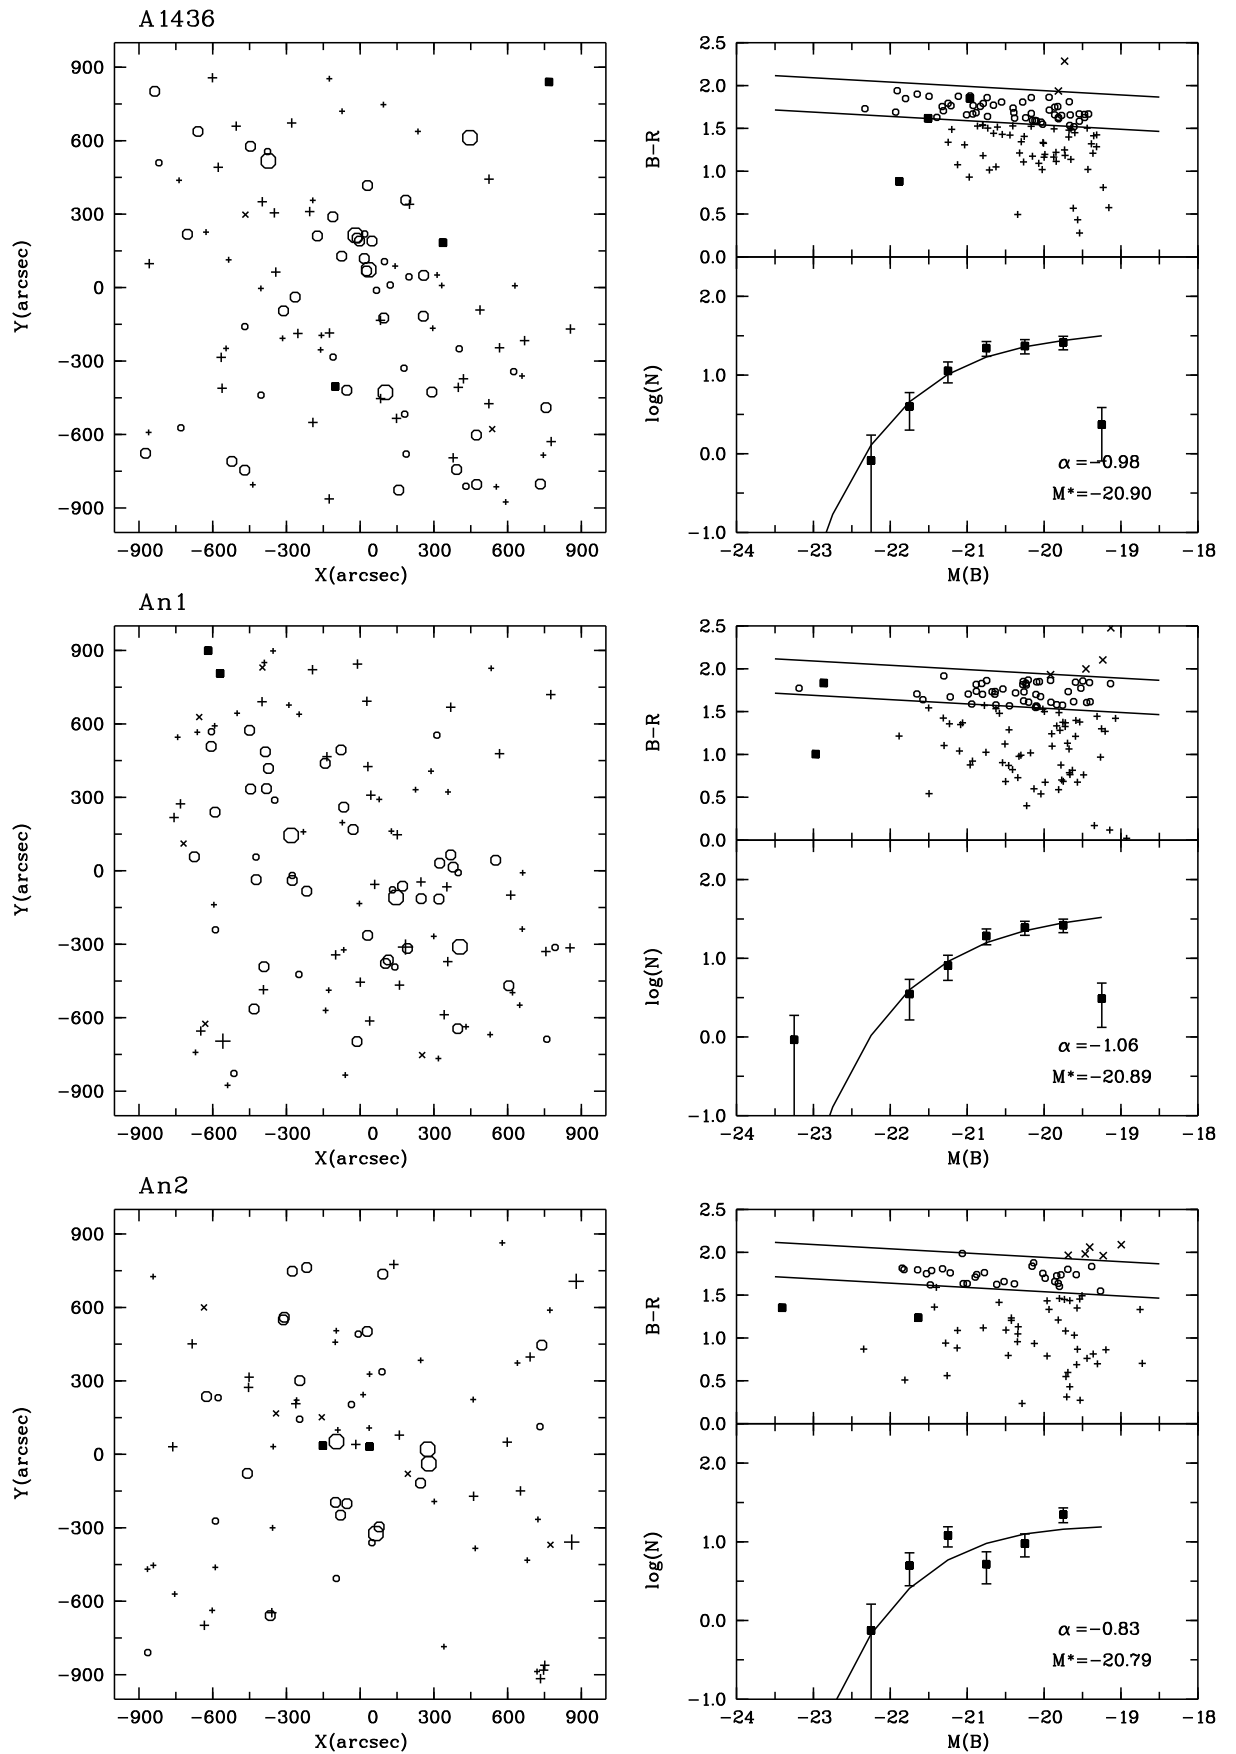 A1436
900
600
300
0
−300
−600
−900
Y(arcsec)
−900 −600 −300 0 300 600 900
X(arcsec)
2.5
2.0
1.5
1.0
0.5
0.0
B−R
2.0
1.0
0.0
−1.0
log(N)
α=−0.98
M*=−20.90
−24 −23 −22 −21 −20 −19 −18
M(B)
An1
900
600
300
0
−300
−600
−900
Y(arcsec)
−900 −600 −300 0 300 600 900
X(arcsec)
2.5
2.0
1.5
1.0
0.5
0.0
B−R
2.0
1.0
0.0
−1.0
log(N)
α=−1.06
M*=−20.89
−24 −23 −22 −21 −20 −19 −18
M(B)
An2
900
600
300
0
−300
−600
−900
Y(arcsec)
−900 −600 −300 0 300 600 900
X(arcsec)
2.5
2.0
1.5
1.0
0.5
0.0
B−R
2.0
1.0
0.0
−1.0
log(N)
α=−0.83
M*=−20.79
−24 −23 −22 −21 −20 −19 −18
M(B)